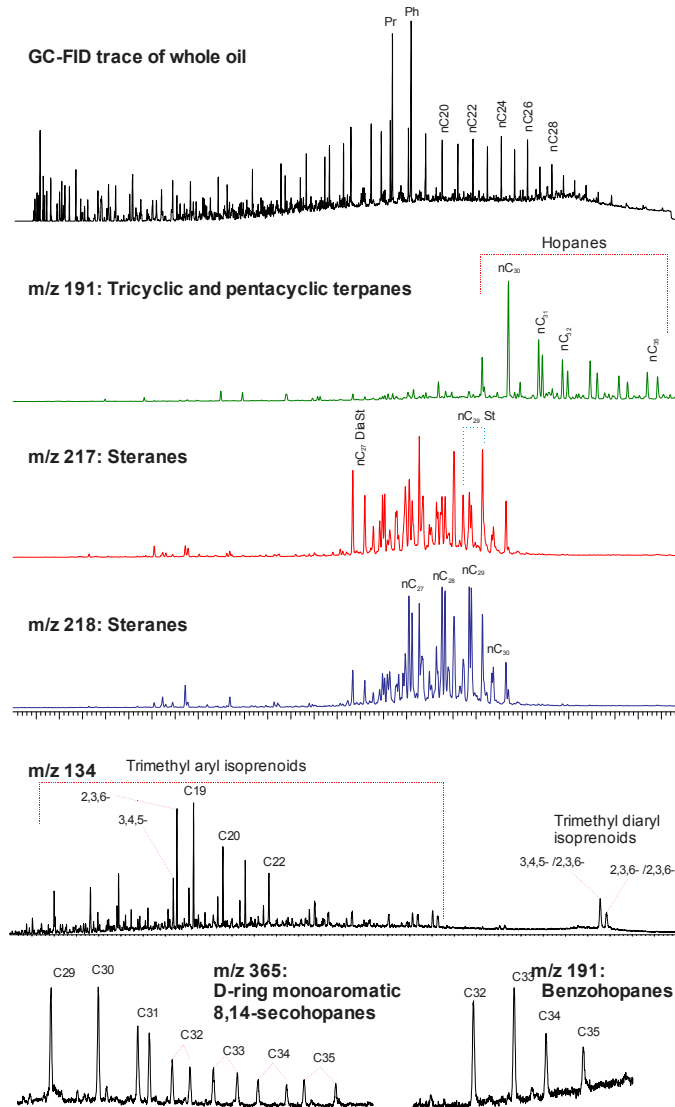 Pr
Ph
GC-FID trace of whole oil
nC20
nC22
nC24
nC26
nC28
Hopanes
m/z 191: Tricyclic and pentacyclic terpanes
nC30
nC31
nC32
nC35
m/z 217: Steranes
nC27 DiaSt
nC29 St
m/z 218: Steranes
nC27
nC28
nC29
nC30
m/z 134
Trimethyl aryl isoprenoids
2,3,6-
3,4,5-
C19
C20
C22
Trimethyl diaryl
isoprenoids
3,4,5- /2,3,6-
2,3,6- /2,3,6-
m/z 365:
D-ring monoaromatic
8,14-secohopanes
C29
C30
C31
C32
C33
C34
C35
m/z 191:
Benzohopanes
C32
C33
C34
C35